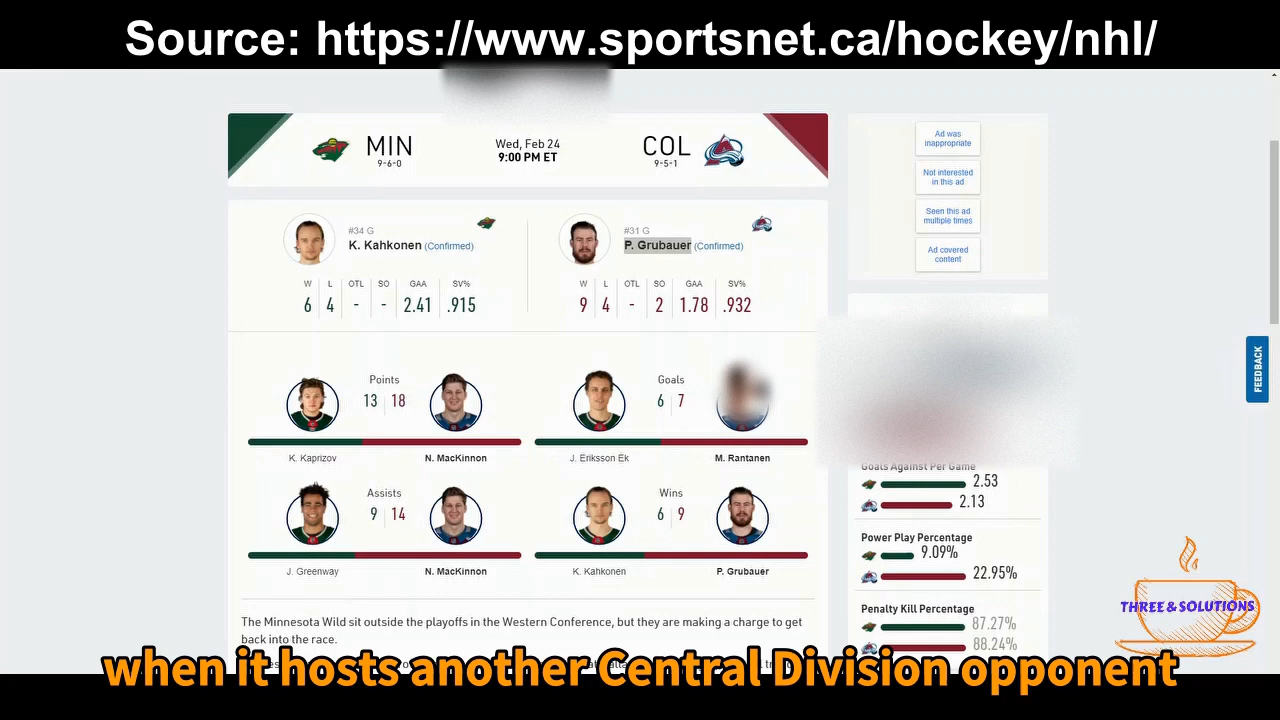 Source: https://www.sportsnet.ca/hockey/nhl/
MIN
9-6-0
Wed, Feb 24
9:00 PM ET
COL
9-5-1
#34 G
K. Kahkonen (Confirmed)
W L OTL SO GAA SV%
6 4 - - 2.41 .915
#31 G
P. Grubauer (Confirmed)
W L OTL SO GAA SV%
9 4 - 2 1.78 .932
Points
13 18
K. Kaprizov
N. MacKinnon
Goals
6 7
J. Eriksson Ek
M. Rantanen
Assists
9 14
J. Greenway
N. MacKinnon
Wins
6 9
K. Kahkonen
P. Grubauer
The Minnesota Wild sit outside the playoffs in the Western Conference, but they are making a charge to get
back into the race.
Ad was
inappropriate
Not interested
in this ad
Seen this ad
multiple times
Ad covered
content
Goals Against Per Game
2.53
2.13
Power Play Percentage
9.09%
22.95%
Penalty Kill Percentage
87.27%
88.24%
FEEDBACK
THREE & SOLUTIONS
when it hosts another Central Division opponent